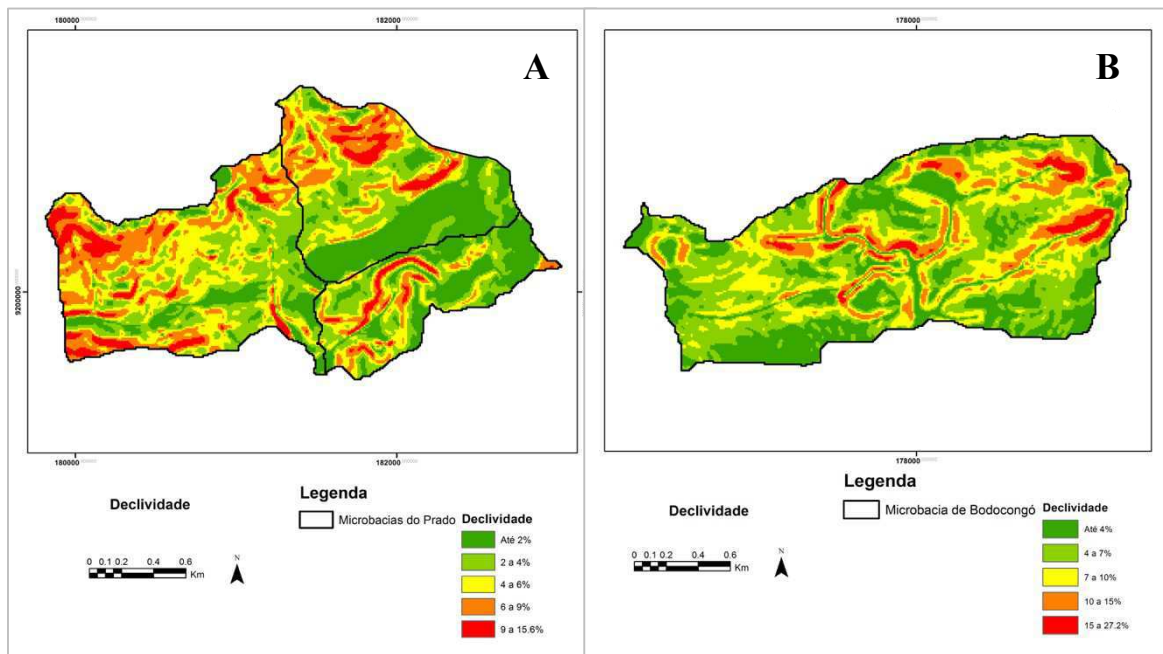 180000
182000
A
9200000
180000
182000
Declividade
Legenda
Microbacias do Prado
Declividade
Até 2%
2 a 4%
4 a 6%
6 a 9%
9 a 15.6%
0 0.1 0.2 0.4 0.6
Km
N
178000
B
178000
Declividade
Legenda
Microbacia de Bodocongó
Declividade
Até 4%
4 a 7%
7 a 10%
10 a 15%
15 a 27.2%
0 0.1 0.2 0.4 0.6
Km
N